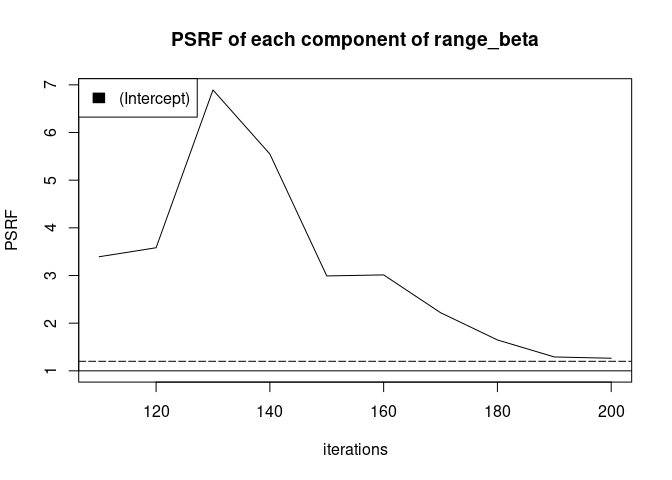 PSRF of each component of range_beta
(Intercept)
PSRF
7
6
5
4
3
2
1
120 140 160 180 200
iterations